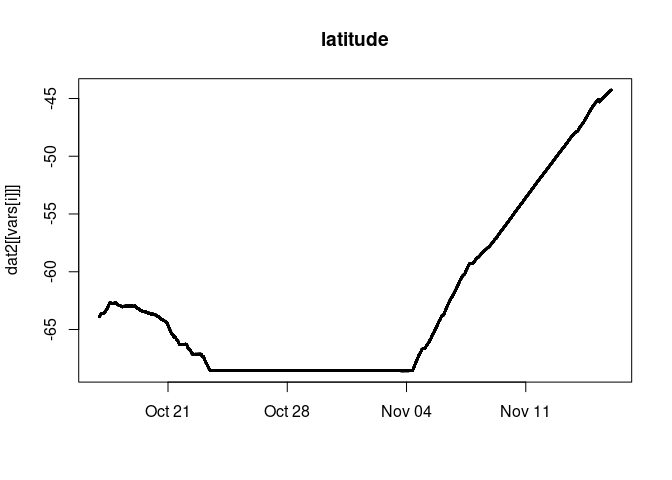 latitude
dat2[[vars[i]]]
-45
-50
-55
-60
-65
Oct 21
Oct 28
Nov 04
Nov 11